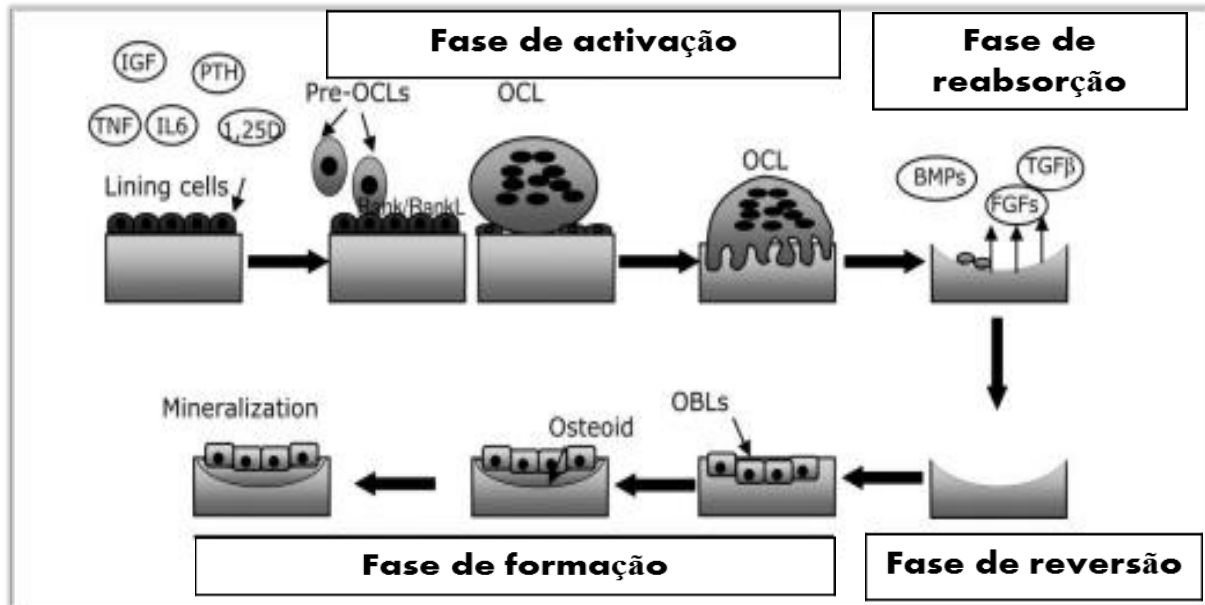 Fase de activação
Fase de
reabsorção
IGF
PTH
TNF
IL6
1,25D
Pre-OCLs
OCL
Lining cells
Rank/RankL
OCL
BMPs
TGFβ
FGFs
Mineralization
Osteoid
OBLs
Fase de formação
Fase de reversão